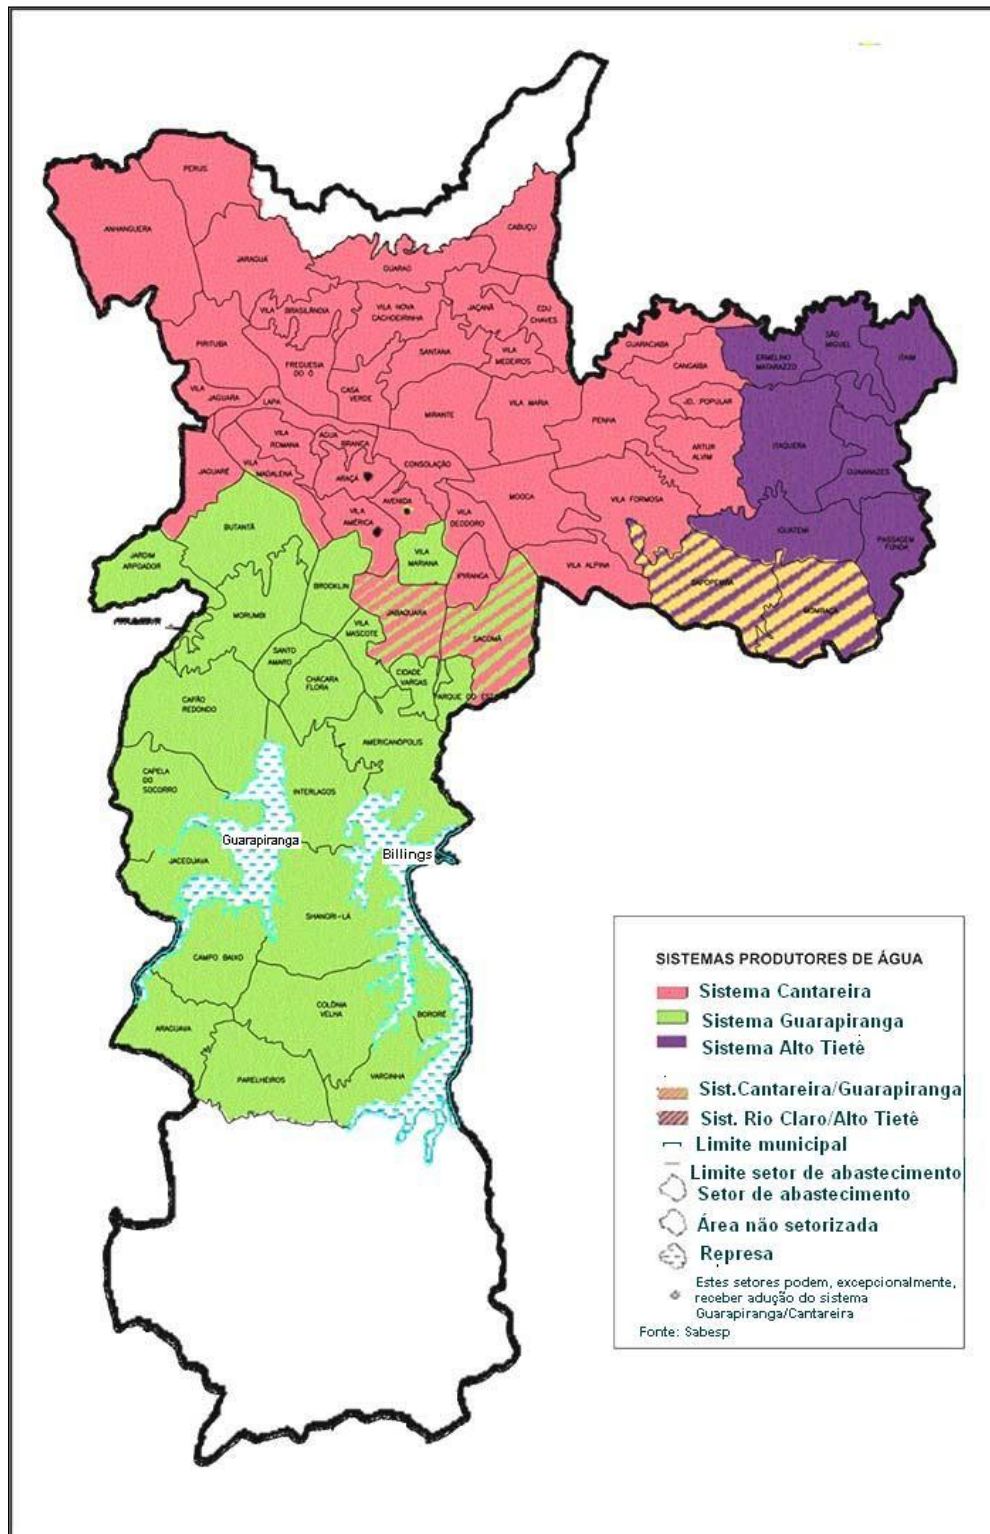 PERUS
ANHANGUERA
CABUÇU
JARAGUÁ
GUARAÚ
VILA BRASILÂNDIA
VILA NOVA
CACHOEIRINHA
JAÇANÃ
EDU
CHAVES
PIRITUBA
FREGUESIA
DO Ó
SANTANA
VILA
MEDEIROS
GUARACIABA
CANGAIBA
ERMELINO
MATARAZZO
SÃO
MIGUEL
ITAIM
VILA
JAGUARA
LAPA
CASA
VERDE
MIRANTE
VILA MARIA
PENHA
JD. POPULAR
VILA
ROMANA
ÁGUA
BRANCA
ARTUR
ALVIM
ITAQUERA
JAGUARÉ
VILA
MADALENA
ARAÇÁ
CONSOLAÇÃO
MOOCA
VILA FORMOSA
GUAIANAZES
AVENIDA
VILA
AMÉRICA
VILA
DEODORO
BUTANTÃ
IGUATEMI
PASSAGEM
FUNDA
JARDIM
ARPOADOR
VILA
MARIANA
IPIRANGA
VILA ALPINA
SAPOPEMBA
BROOKLIN
JABAQUARA
MORUMBI
VILA
MASCOTE
SACOMÃ
SANTO
AMARO
CHÁCARA
FLORA
CIDADE
VARGAS
PARQUE DO ESTADO
CAPÃO
REDONDO
AMERICANÓPOLIS
CAPELA
DO
SOCORRO
INTERLAGOS
Guarapiranga
Billings
JACEGUAVA
SHANGRI-LÁ
CAMPO BAIXO
COLÔNIA
VELHA
BORORÉ
ARAGUAVA
PARELHEIROS
VARGINHA
SISTEMAS PRODUTORES DE ÁGUA
Sistema Cantareira
Sistema Guarapiranga
Sistema Alto Tietê
Sist.Cantareira/Guarapiranga
Sist. Rio Claro/Alto Tietê
Limite municipal
Limite setor de abastecimento
Setor de abastecimento
Área não setorizada
Represa
Estes setores podem, excepcionalmente,
receber adução do sistema
Guarapiranga/Cantareira
Fonte: Sabesp